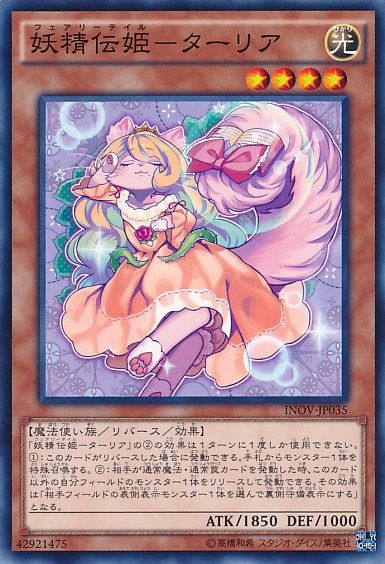 フェアリーテイル
妖精伝姫－ターリア
ひかり
光
INOV-JP035
【魔法使い族／リバース／効果】
「妖精伝姫－ターリア」の②の効果は１ターンに１度しか使用できない。
①：このカードがリバースした場合に発動できる。手札からモンスター１体を
特殊召喚する。②：相手が通常魔法・通常罠カードを発動した時、このカード
以外の自分フィールドのモンスター１体をリリースして発動できる。その効果
は「相手フィールドの表側表示モンスター１体を選んで裏側守備表示にする」
となる。
ATK/1850 DEF/1000
42921475
©高橋和希 スタジオ・ダイス/集英社